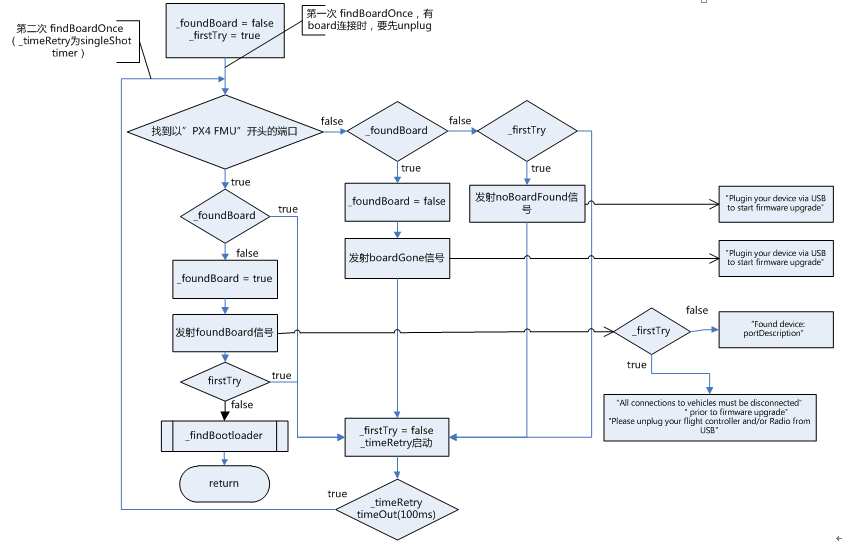 _foundBoard = false
_firstTry = true
第一次 findBoardOnce，有
board连接时，要先unplug
第二次 findBoardOnce
（ _timeRetry为singleShot
timer ）
找到以” PX4 FMU”开头的端口
false
_foundBoard
false
_firstTry
true
true
true
_foundBoard
true
_foundBoard = false
发射noBoardFound信
号
"Plugin your device via USB
to start firmware upgrade"
false
发射boardGone信号
"Plugin your device via USB
to start firmware upgrade"
_foundBoard = true
发射foundBoard信号
_firstTry
false
"Found device:
portDescription"
true
firstTry
true
false
"All connections to vehicles must be disconnected"
" prior to firmware upgrade"
"Please unplug your flight controller and/or Radio from
USB"
_findBootloader
_firstTry = false
_timeRetry启动
return
true
_timeRetry
timeOut(100ms)